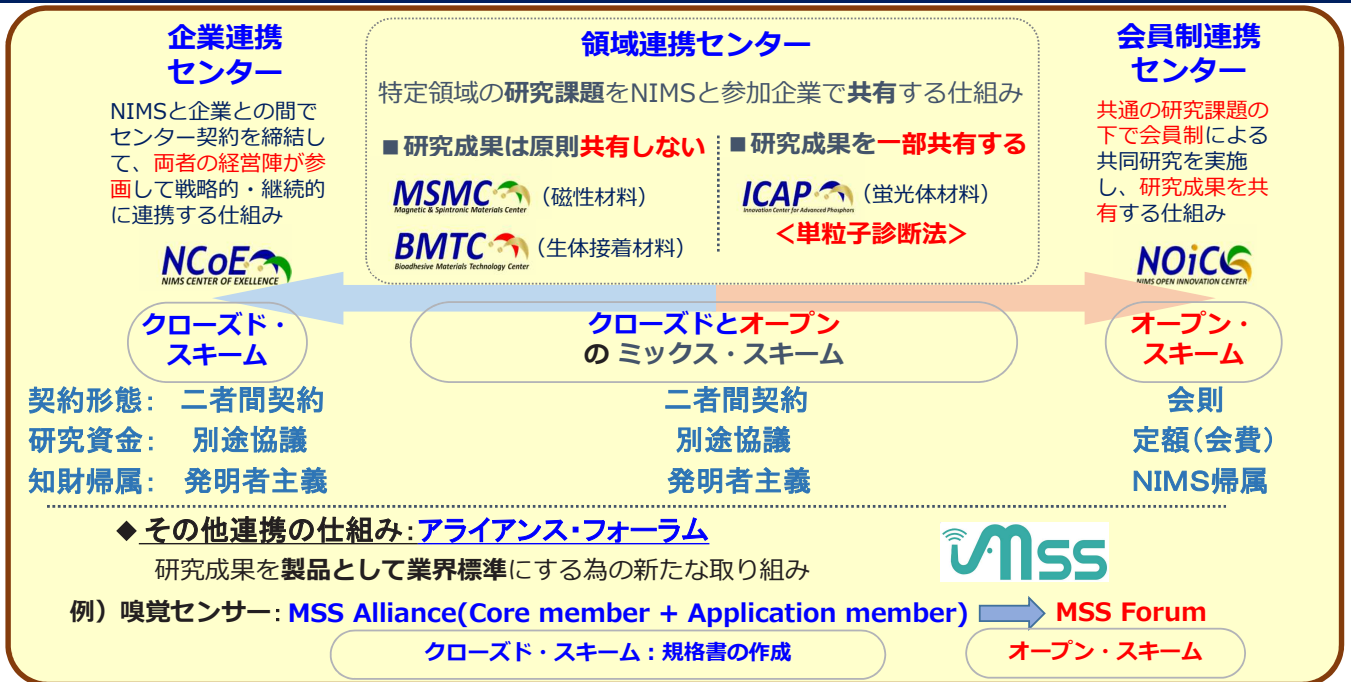 企業連携
センター
NIMSと企業との間で
センター契約を締結し
て、両者の経営陣が参
画して戦略的・継続的
に連携する仕組み
NCoE
NIMS CENTER OF EXELLENCE
領域連携センター
特定領域の研究課題をNIMSと参加企業で共有する仕組み
■研究成果は原則共有しない
MSMC（磁性材料）
Magnetic & Spintronic Materials Center
BMTC（生体接着材料）
Bioadhesive Materials Technology Center
■研究成果を一部共有する
ICAP（蛍光体材料）
Innovation Center for Advanced Phosphors
＜単粒子診断法＞
会員制連携
センター
共通の研究課題の
下で会員制による
共同研究を実施
し、研究成果を共
有する仕組み
NOiC
NIMS OPEN INNOVATION CENTER
クローズド・
スキーム
クローズドとオープン
の ミックス・スキーム
オープン・
スキーム
契約形態： 二者間契約 二者間契約 会則
研究資金： 別途協議 別途協議 定額（会費）
知財帰属： 発明者主義 発明者主義 NIMS帰属
◆その他連携の仕組み：アライアンス・フォーラム
研究成果を製品として業界標準にする為の新たな取り組み
MSS
例）嗅覚センサー：MSS Alliance(Core member + Application member) MSS Forum
クローズド・スキーム：規格書の作成
オープン・スキーム